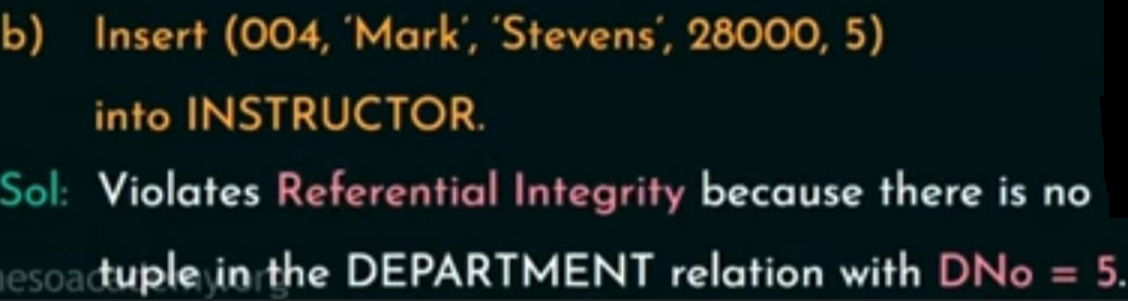 b) Insert (004, 'Mark', 'Stevens', 28000, 5)
into INSTRUCTOR.
Sol: Violates Referential Integrity because there is no
tuple in the DEPARTMENT relation with DNo = 5.